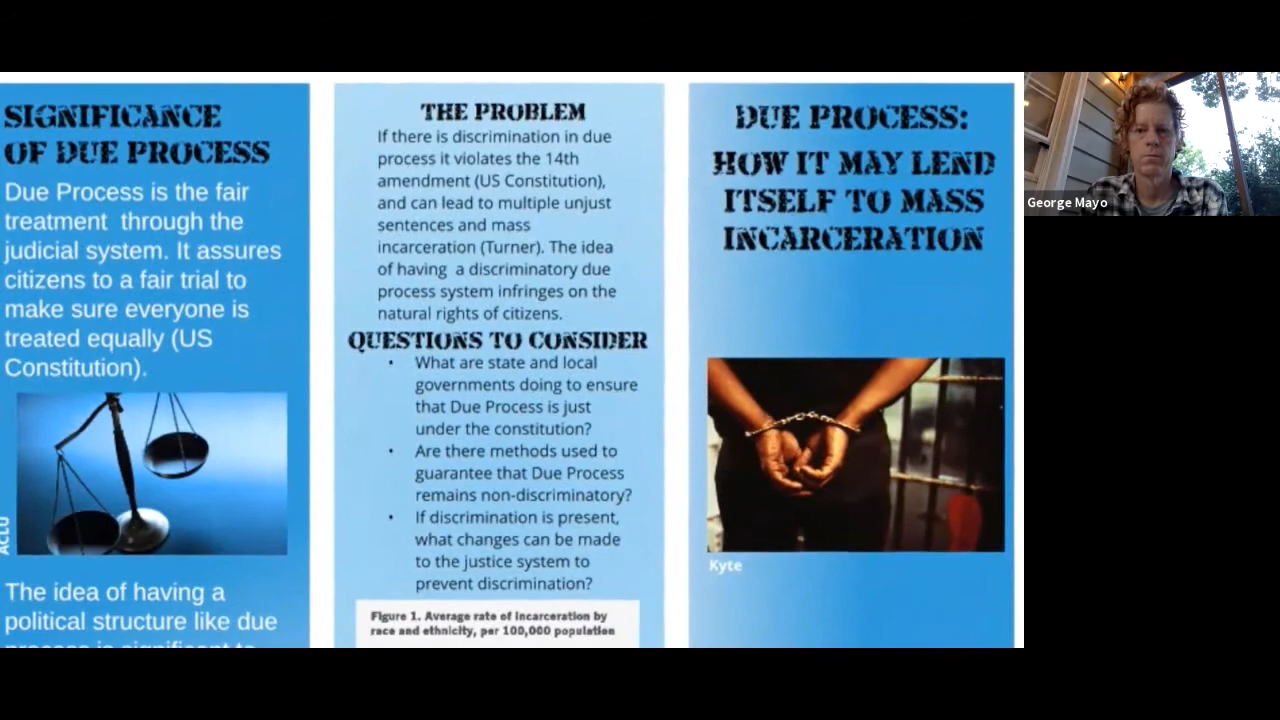 SIGNIFICANCE
OF DUE PROCESS
Due Process is the fair
treatment through the
judicial system. It assures
citizens to a fair trial to
make sure everyone is
treated equally (US
Constitution).
ACLU
The idea of having a
political structure like due
process is significant to
THE PROBLEM
If there is discrimination in due
process it violates the 14th
amendment (US Constitution),
and can lead to multiple unjust
sentences and mass
incarceration (Turner). The idea
of having a discriminatory due
process system infringes on the
natural rights of citizens.
QUESTIONS TO CONSIDER
• What are state and local
governments doing to ensure
that Due Process is just
under the constitution?
• Are there methods used to
guarantee that Due Process
remains non-discriminatory?
• If discrimination is present,
what changes can be made
to the justice system to
prevent discrimination?
Figure 1. Average rate of incarceration by
race and ethnicity, per 100,000 population
DUE PROCESS:
HOW IT MAY LEND
ITSELF TO MASS
INCARCERATION
Kyte
George Mayo